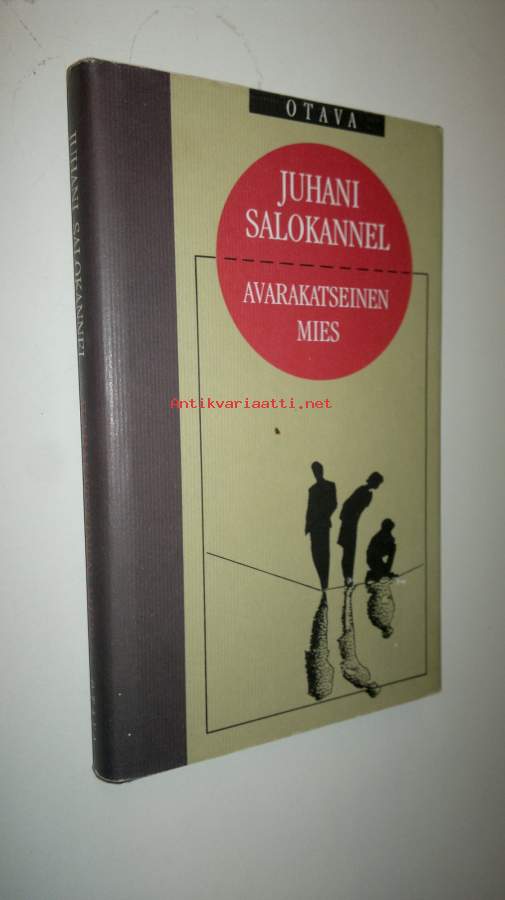 OTAVA
JUHANI
SALOKANNEL
AVARAKATSEINEN
MIES
Antikvariaatti.net
JUHANI SALOKANNEL